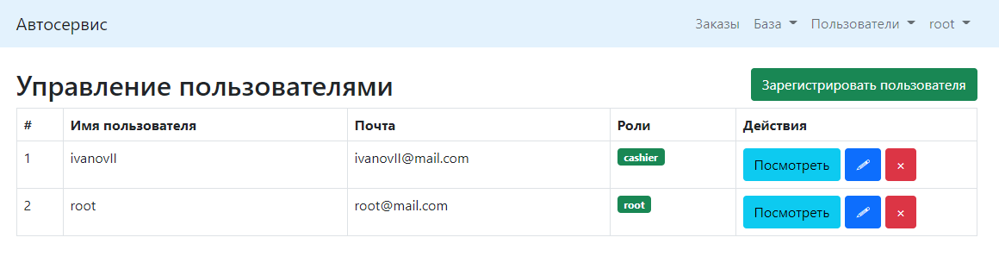 Автосервис Заказы База Пользователи root
Управление пользователями Зарегистрировать пользователя
# Имя пользователя Почта Роли Действия
1 ivanovII ivanovII@mail.com cashier Посмотреть ×
2 root root@mail.com root Посмотреть ×